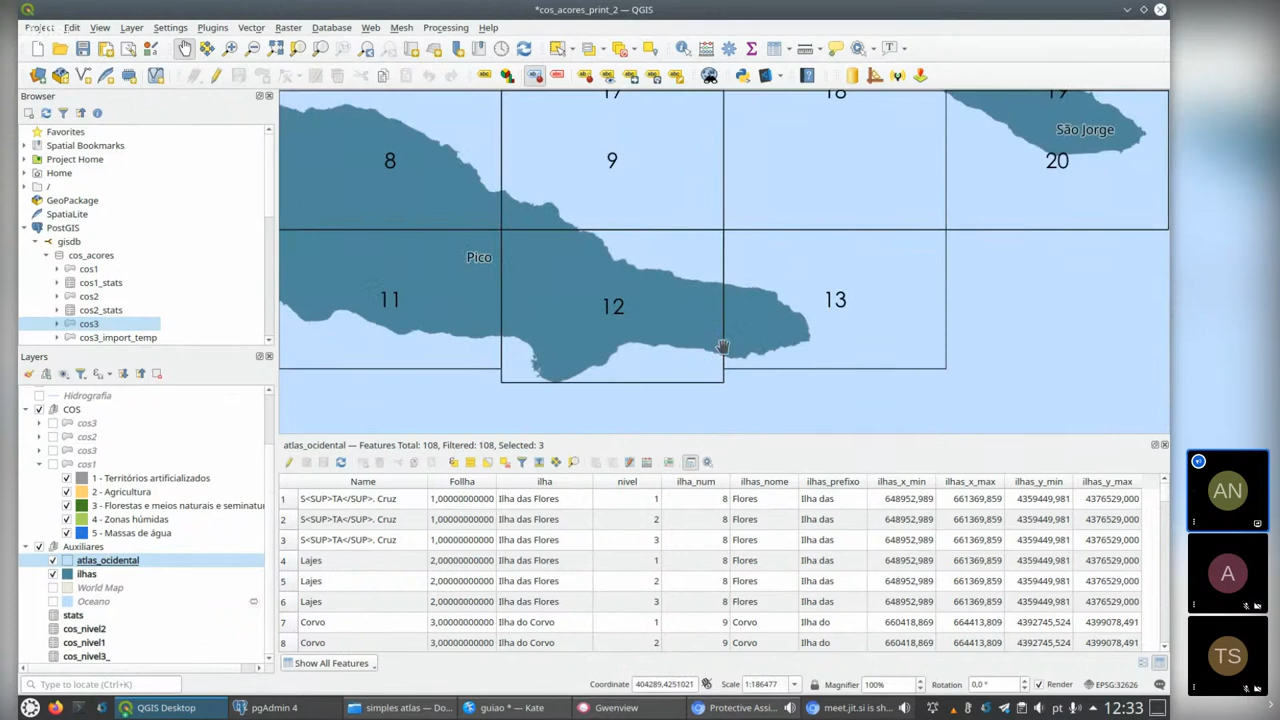 *cos_acores_print_2 — QGIS
Project Edit View Layer Settings Plugins Vector Raster Database Web Mesh Processing Help
Browser
Favorites
Spatial Bookmarks
Project Home
Home
/
GeoPackage
SpatiaLite
PostGIS
gisdb
cos_acores
cos1
cos1_stats
cos2
cos2_stats
cos3
cos3_import_temp
Layers
Hidrografia
COS
cos3
cos2
cos3
cos1
1 - Territórios artificializados
2 - Agricultura
3 - Florestas e meios naturais e seminatur
4 - Zonas húmidas
5 - Massas de água
Auxiliares
atlas_ocidental
ilhas
World Map
Oceano
stats
cos_nivel2
cos_nivel1
cos_nivel3_
17 18 19
São Jorge
8 9 20
Pico
11 12 13
atlas_ocidental — Features Total: 108, Filtered: 108, Selected: 3
Name Follha ilha nivel ilha_num ilha_nome ilha_prefixo ilhas_x_min ilhas_x_max ilhas_y_min ilhas_y_max
1 S<SUP>TA</SUP>. Cruz 1,00000000000 Ilha das Flores 1 8 Flores Ilha das 648952,989 661369,859 4359449,981 4376529,000
2 S<SUP>TA</SUP>. Cruz 1,00000000000 Ilha das Flores 2 8 Flores Ilha das 648952,989 661369,859 4359449,981 4376529,000
3 S<SUP>TA</SUP>. Cruz 1,00000000000 Ilha das Flores 3 8 Flores Ilha das 648952,989 661369,859 4359449,981 4376529,000
4 Lajes 2,00000000000 Ilha das Flores 1 8 Flores Ilha das 648952,989 661369,859 4359449,981 4376529,000
5 Lajes 2,00000000000 Ilha das Flores 2 8 Flores Ilha das 648952,989 661369,859 4359449,981 4376529,000
6 Lajes 2,00000000000 Ilha das Flores 3 8 Flores Ilha das 648952,989 661369,859 4359449,981 4376529,000
7 Corvo 3,00000000000 Ilha do Corvo 1 9 Corvo Ilha do 660418,869 664413,809 4392745,524 4399078,491
8 Corvo 3,00000000000 Ilha do Corvo 2 9 Corvo Ilha do 660418,869 664413,809 4392745,524 4399078,491
Show All Features
Type to locate (Ctrl+K)
Coordinate 404289.4251021 Scale 1:186477 Magnifier 100% Rotation 0,0 ° Render EPSG:32626
QGIS Desktop pgAdmin 4 simples atlas — Do... guiao * — Kate Gwenview Protective Assi... meet.jit.si is sh... pt 12:33
AN
A
TS